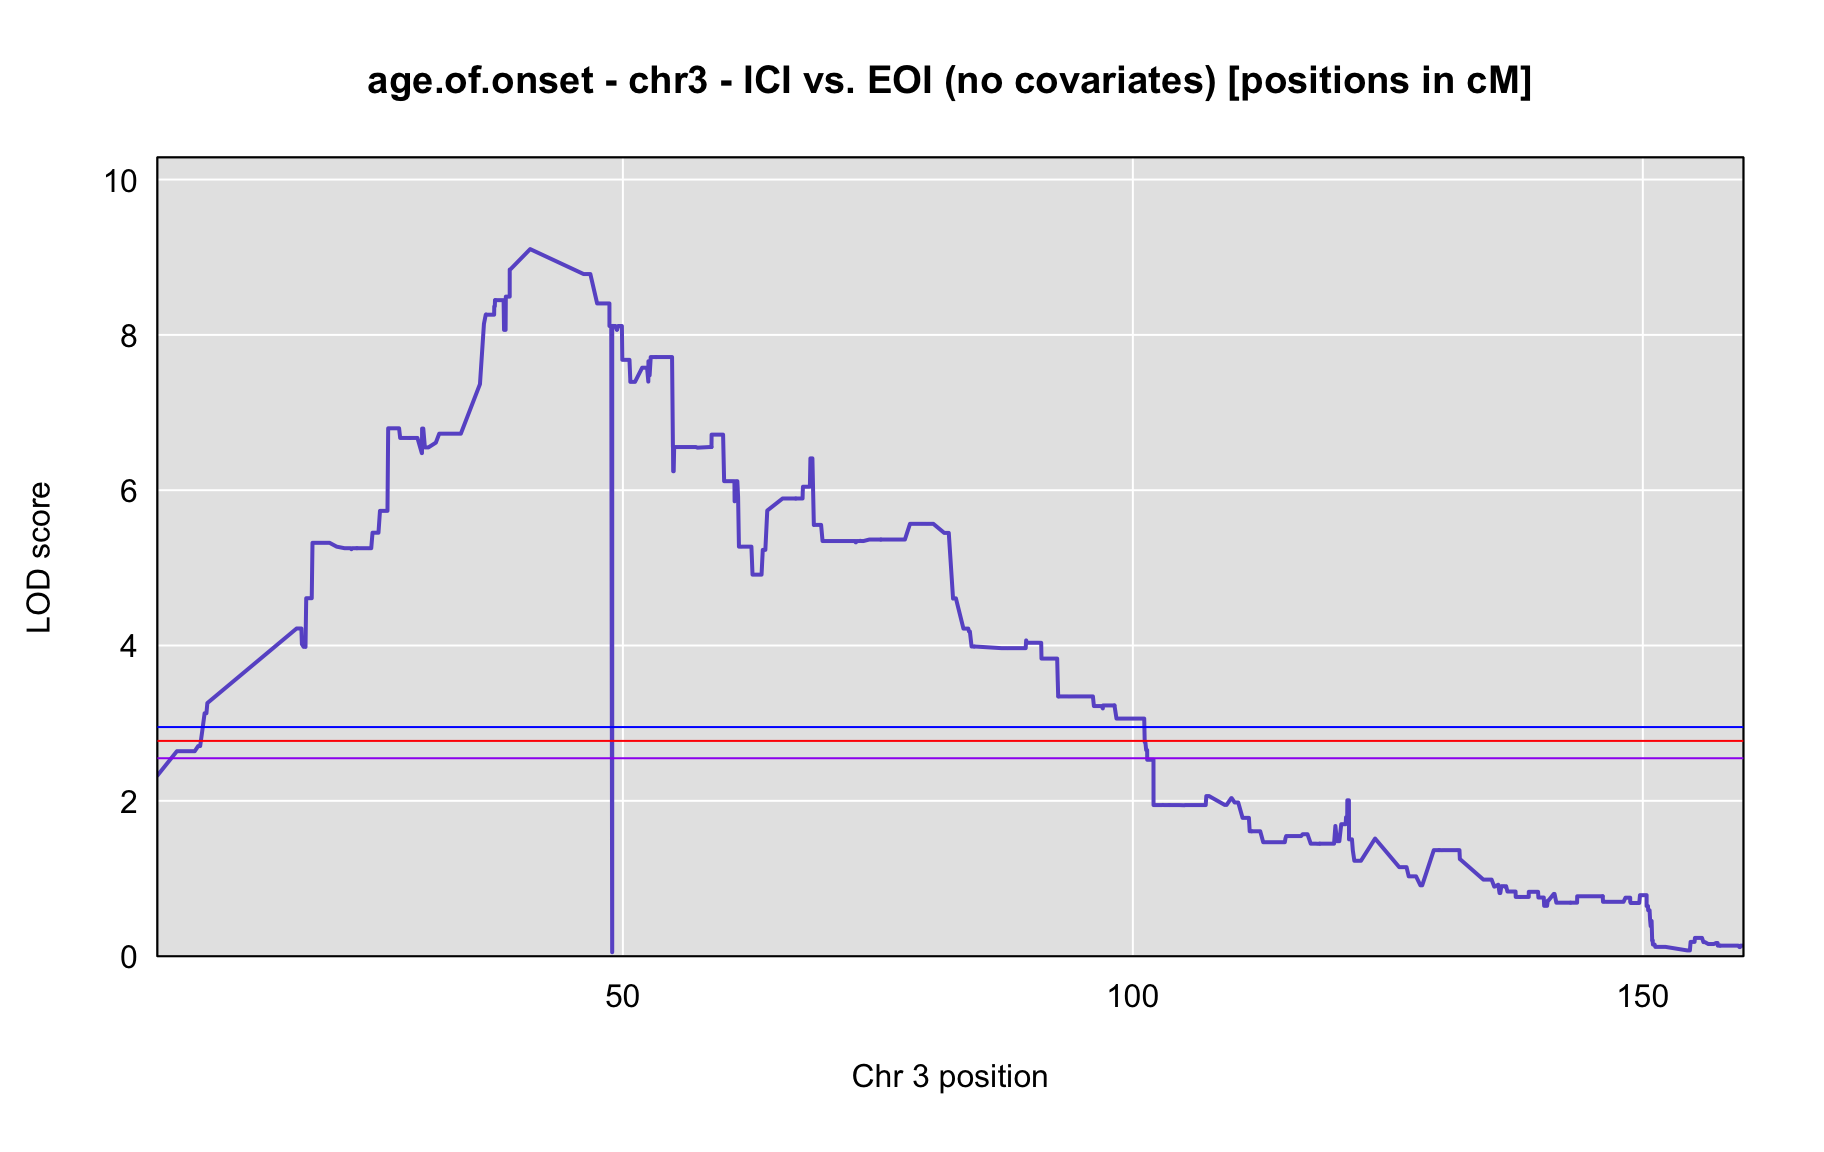 age.of.onset - chr3 - ICI vs. EOI (no covariates) [positions in cM]
LOD score
10
8
6
4
2
0
50 100 150
Chr 3 position